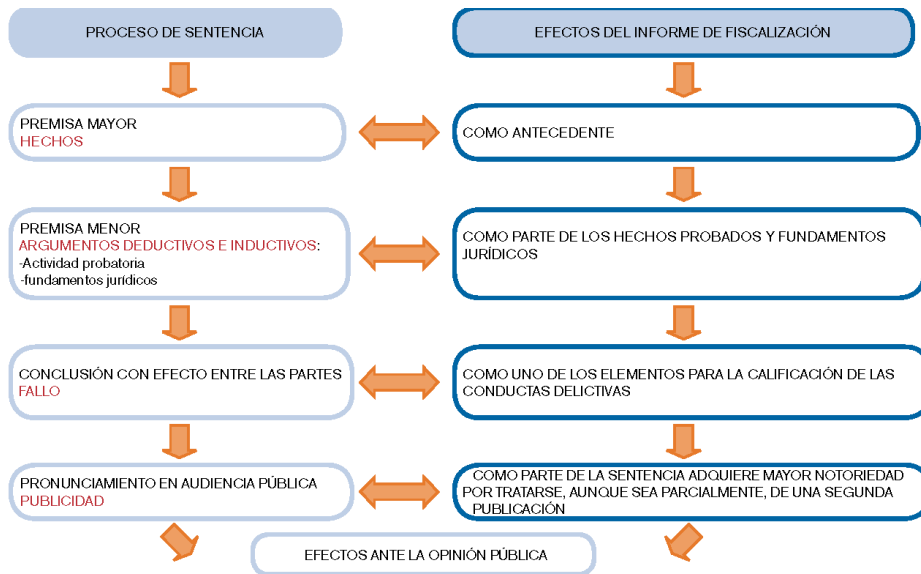 PROCESO DE SENTENCIA
EFECTOS DEL INFORME DE FISCALIZACIÓN
PREMISA MAYOR
HECHOS
COMO ANTECEDENTE
PREMISA MENOR
ARGUMENTOS DEDUCTIVOS E INDUCTIVOS:
-Actividad probatoria
-fundamentos jurídicos
COMO PARTE DE LOS HECHOS PROBADOS Y FUNDAMENTOS
JURÍDICOS
CONCLUSIÓN CON EFECTO ENTRE LAS PARTES
FALLO
COMO UNO DE LOS ELEMENTOS PARA LA CALIFICACIÓN DE LAS
CONDUCTAS DELICTIVAS
PRONUNCIAMIENTO EN AUDIENCIA PÚBLICA
PUBLICIDAD
COMO PARTE DE LA SENTENCIA ADQUIERE MAYOR NOTORIEDAD
POR TRATARSE, AUNQUE SEA PARCIALMENTE, DE UNA SEGUNDA
PUBLICACIÓN
EFECTOS ANTE LA OPINIÓN PÚBLICA